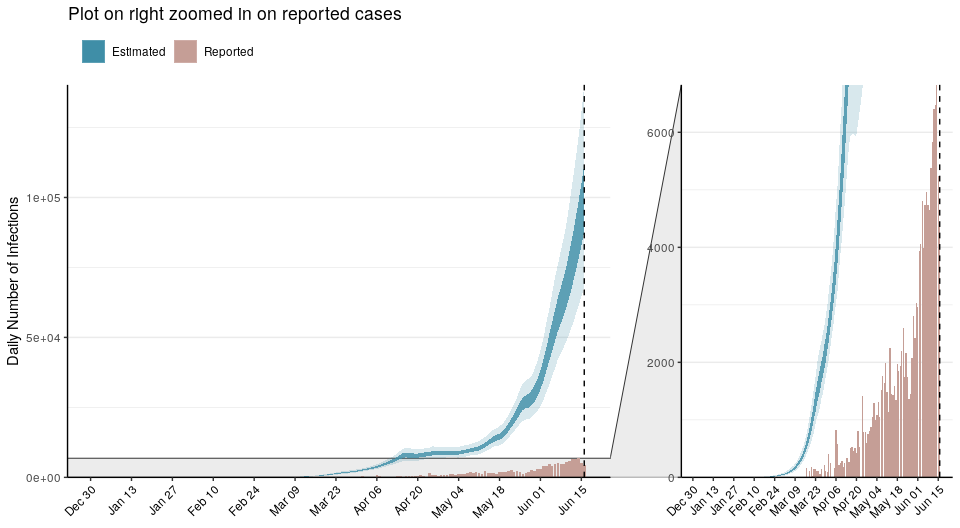 Plot on right zoomed in on reported cases
Estimated Reported
Daily Number of Infections
1e+05
5e+04
0e+00
Dec 30 Jan 13 Jan 27 Feb 10 Feb 24 Mar 09 Mar 23 Apr 06 Apr 20 May 04 May 18 Jun 01 Jun 15
6000
4000
2000
0
Dec 30 Jan 13 Jan 27 Feb 10 Feb 24 Mar 09 Mar 23 Apr 06 Apr 20 May 04 May 18 Jun 01 Jun 15